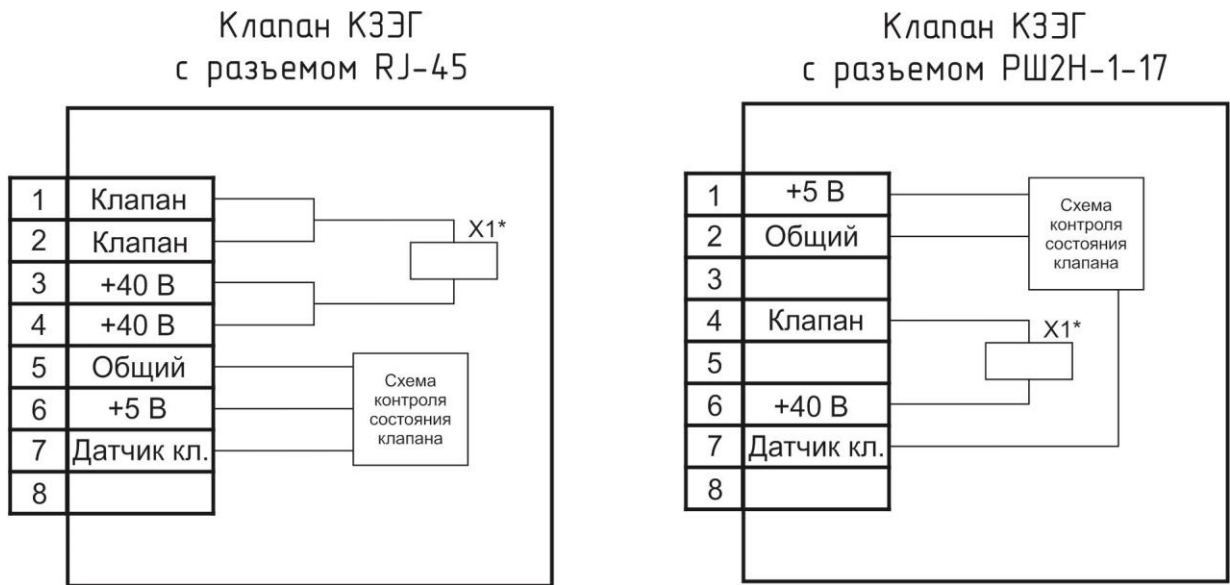 Клапан КЗЭГ
с разъемом RJ-45
1 Клапан
2 Клапан
3 +40 В
4 +40 В
5 Общий
6 +5 В
7 Датчик кл.
8
X1*
Схема
контроля
состояния
клапана
Клапан КЗЭГ
с разъемом РШ2Н-1-17
1 +5 В
2 Общий
3
4 Клапан
5
6 +40 В
7 Датчик кл.
8
Схема
контроля
состояния
клапана
X1*